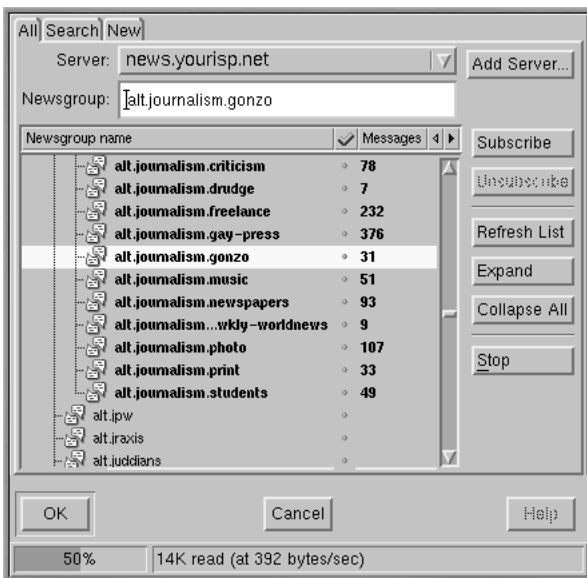 All Search New
Server: news.yourisp.net Add Server...
Newsgroup: alt.journalism.gonzo
Newsgroup name Messages
alt.journalism.criticism 78
alt.journalism.drudge 7
alt.journalism.freelance 232
alt.journalism.gay-press 376
alt.journalism.gonzo 31
alt.journalism.music 51
alt.journalism.newspapers 93
alt.journalism...wkly-worldnews 9
alt.journalism.photo 107
alt.journalism.print 33
alt.journalism.students 49
alt.jpw
alt.jraxis
alt.juddians
Subscribe
Unsubscribe
Refresh List
Expand
Collapse All
Stop
OK Cancel Help
50% 14K read (at 392 bytes/sec)